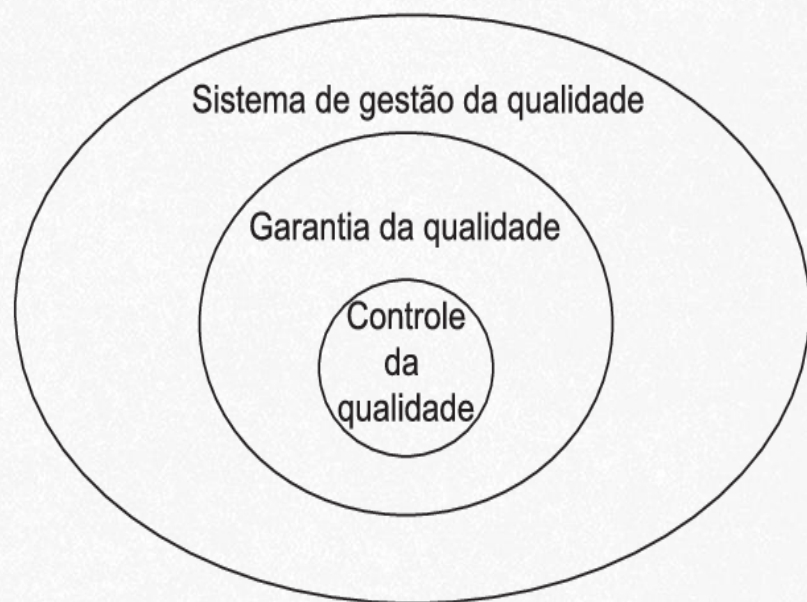 Sistema de gestão da qualidade
Garantia da qualidade
Controle
da
qualidade